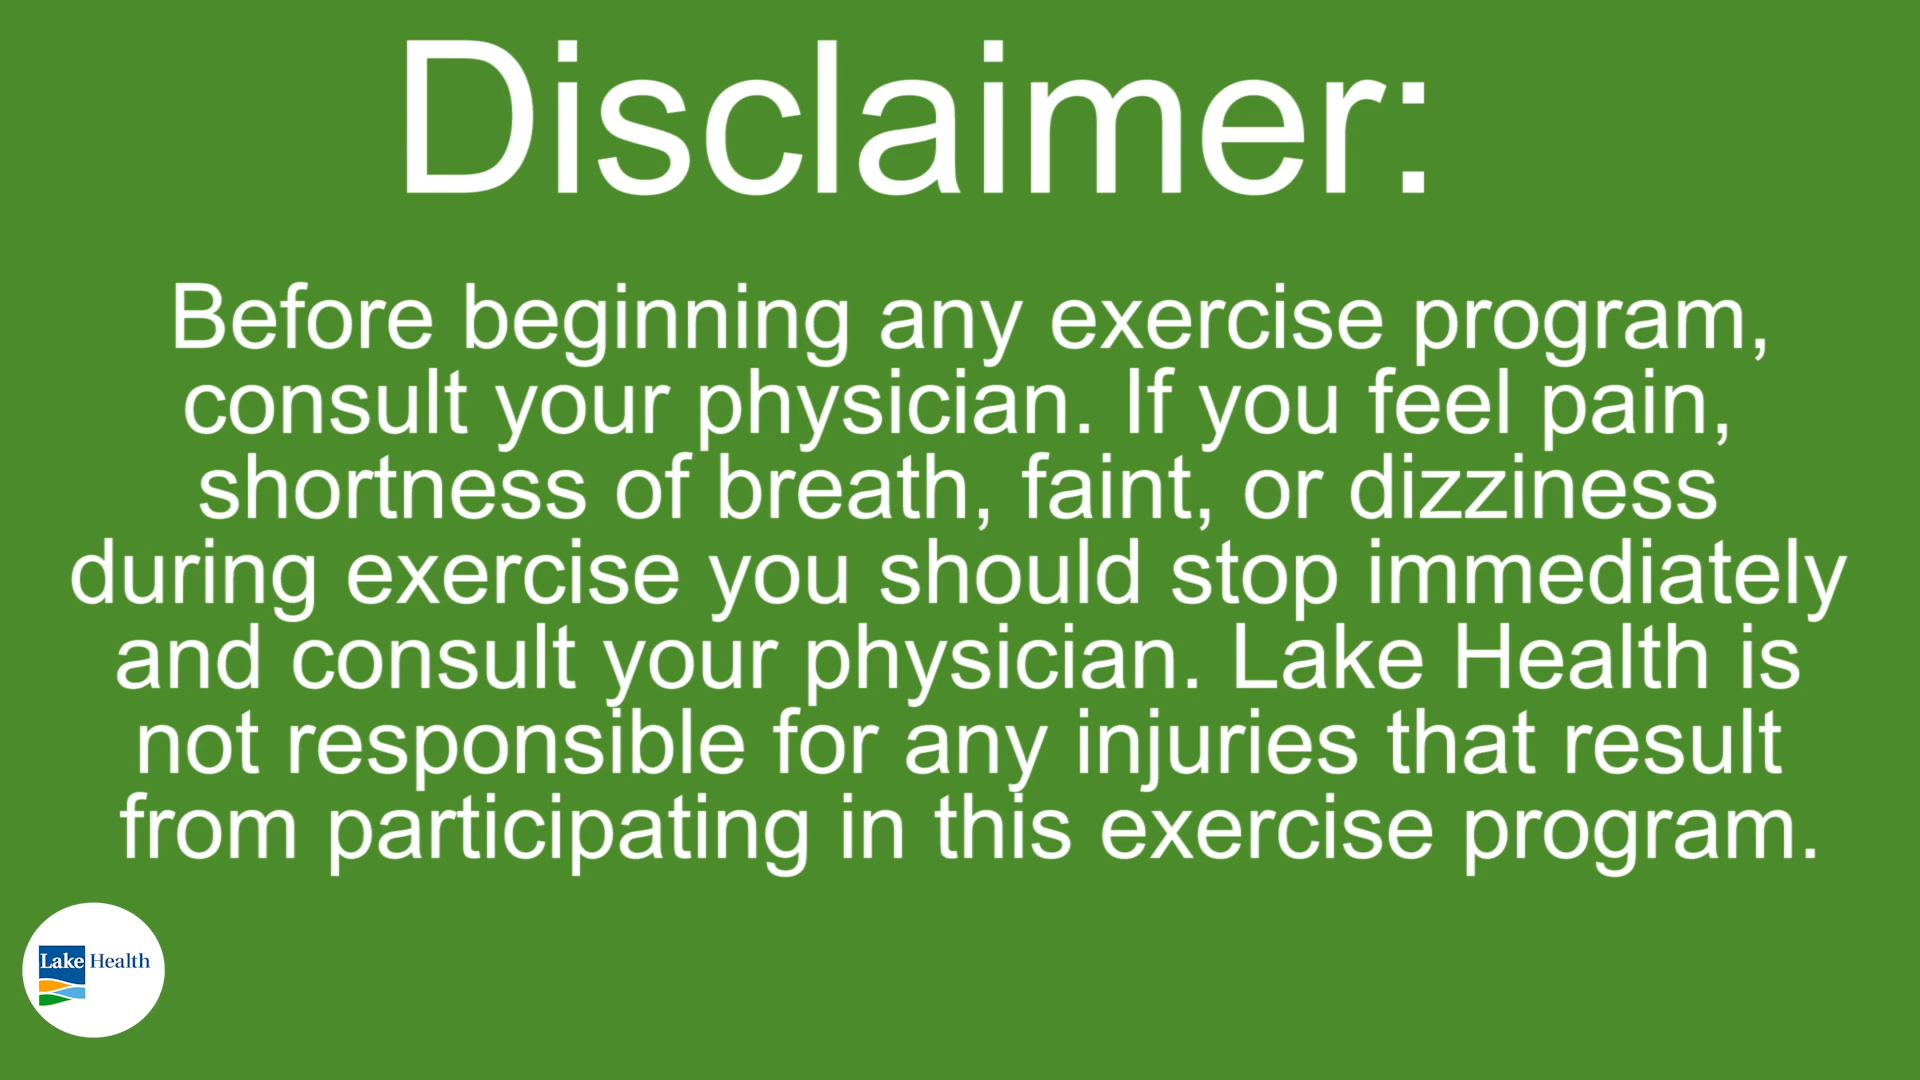 Disclaimer:
Before beginning any exercise program,
consult your physician. If you feel pain,
shortness of breath, faint, or dizziness
during exercise you should stop immediately
and consult your physician. Lake Health is
not responsible for any injuries that result
from participating in this exercise program.
Lake Health